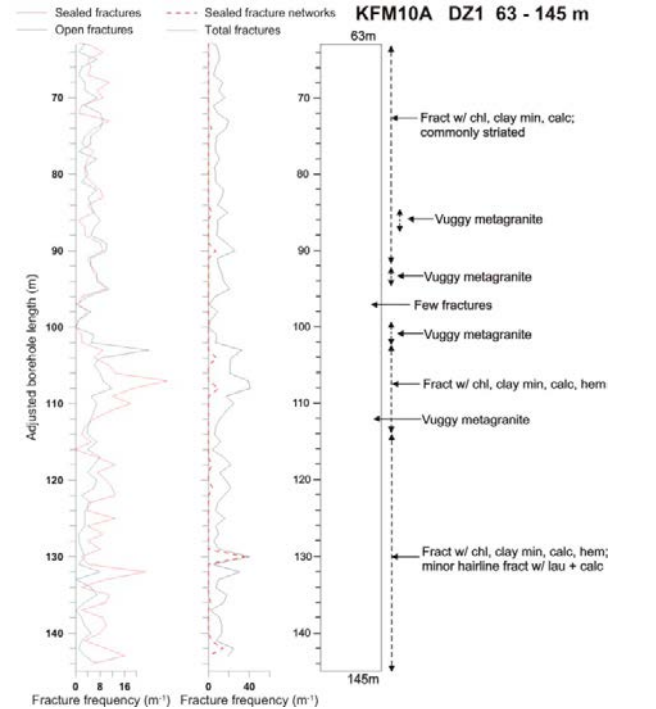 Sealed fractures
Open fractures
Sealed fracture networks
Total fractures
KFM10A DZ1 63 - 145 m
63m
70
80
90
100
110
120
130
140
Adjusted borehole length (m)
0 8 16
Fracture frequency (m⁻¹)
0 40
Fracture frequency (m⁻¹)
70
80
90
100
110
120
130
140
145m
Fract w/ chl, clay min, calc;
commonly striated
Vuggy metagranite
Vuggy metagranite
Few fractures
Vuggy metagranite
Fract w/ chl, clay min, calc, hem
Vuggy metagranite
Fract w/ chl, clay min, calc, hem;
minor hairline fract w/ lau + calc